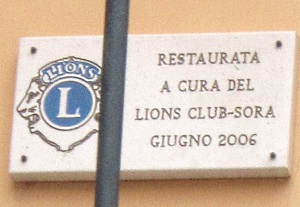 LIONS
L
RESTAURATA
A CURA DEL
LIONS CLUB-SORA
GIUGNO 2006